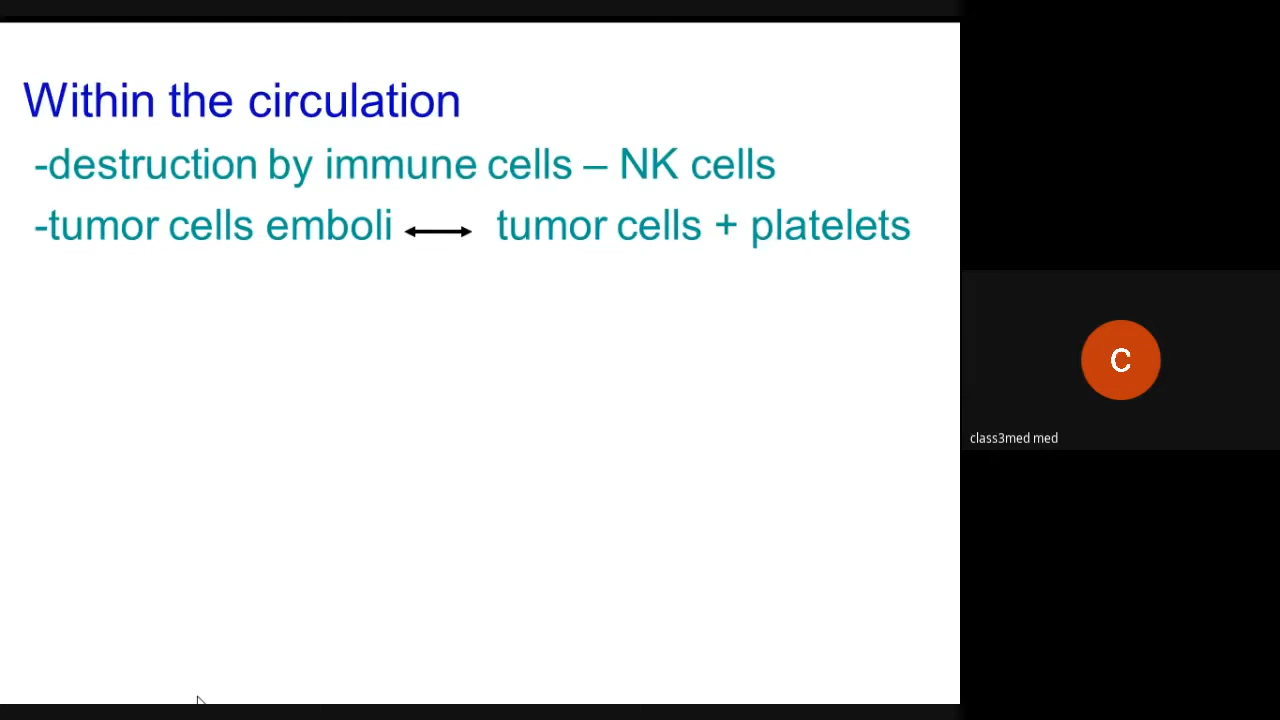 Within the circulation
-destruction by immune cells – NK cells
-tumor cells emboli ↔ tumor cells + platelets
C
class3med med